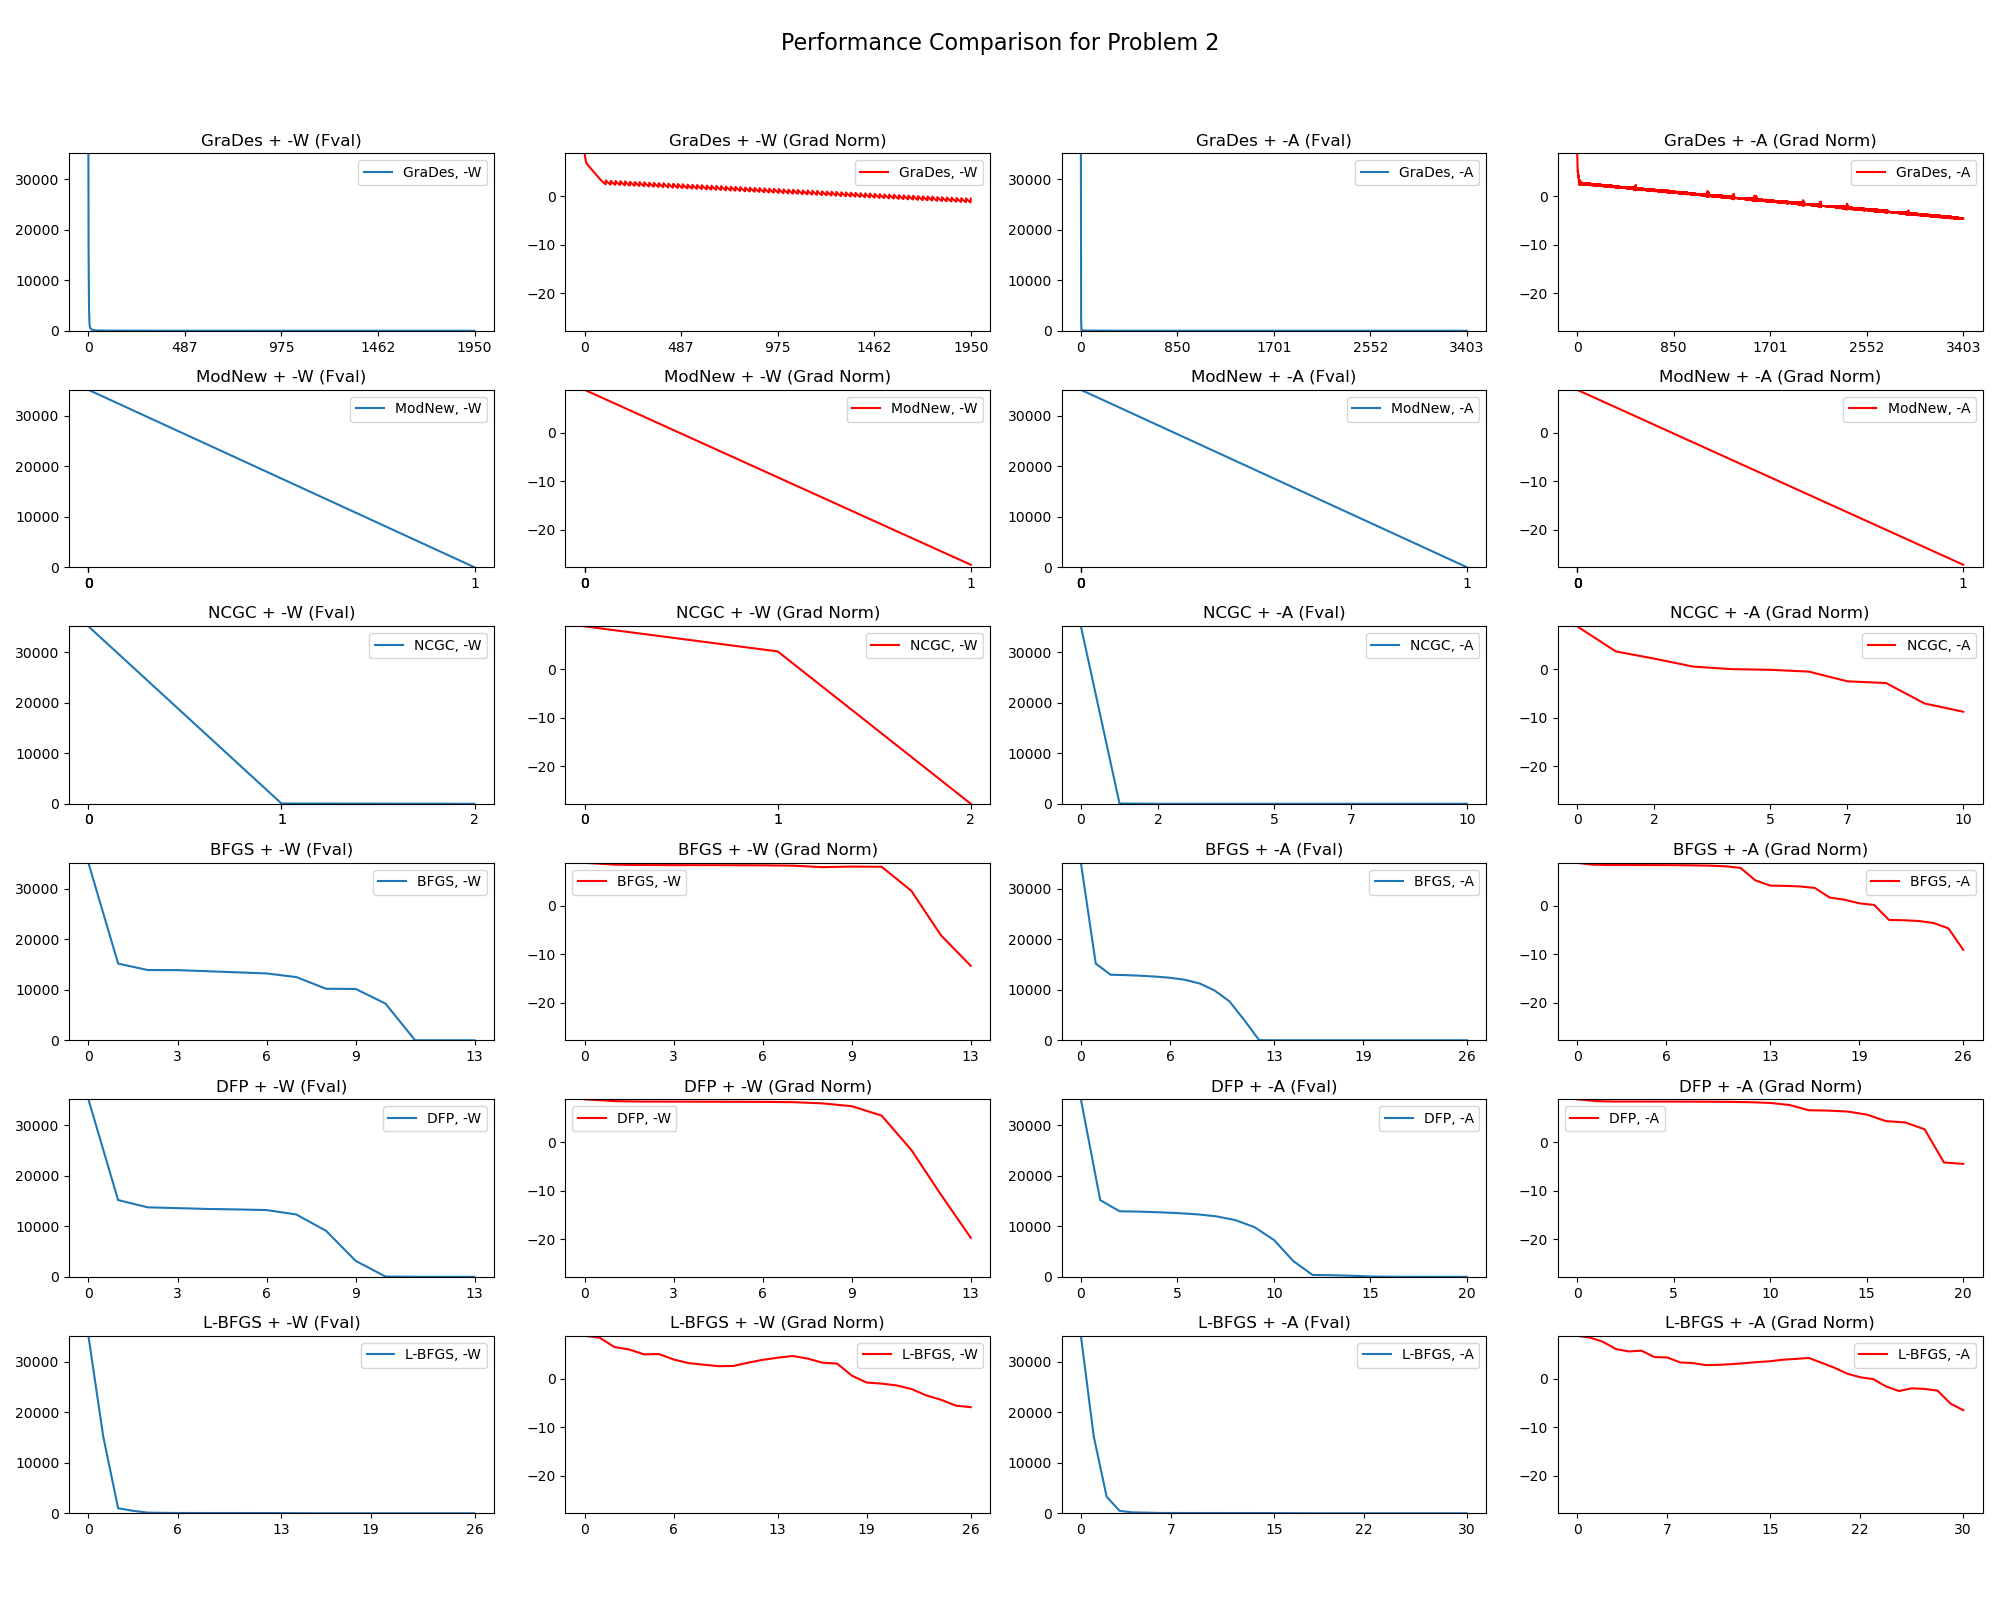 Performance Comparison for Problem 2
GraDes + -W (Fval)
GraDes, -W
30000
20000
10000
0
0 487 975 1462 1950
GraDes + -W (Grad Norm)
GraDes, -W
0
−10
−20
0 487 975 1462 1950
GraDes + -A (Fval)
GraDes, -A
30000
20000
10000
0
0 850 1701 2552 3403
GraDes + -A (Grad Norm)
GraDes, -A
0
−10
−20
0 850 1701 2552 3403
ModNew + -W (Fval)
ModNew, -W
30000
20000
10000
0
0 1
ModNew + -W (Grad Norm)
ModNew, -W
0
−10
−20
0 1
ModNew + -A (Fval)
ModNew, -A
30000
20000
10000
0
0 1
ModNew + -A (Grad Norm)
ModNew, -A
0
−10
−20
0 1
NCGC + -W (Fval)
NCGC, -W
30000
20000
10000
0
0 1 2
NCGC + -W (Grad Norm)
NCGC, -W
0
−10
−20
0 1 2
NCGC + -A (Fval)
NCGC, -A
30000
20000
10000
0
0 2 5 7 10
NCGC + -A (Grad Norm)
NCGC, -A
0
−10
−20
0 2 5 7 10
BFGS + -W (Fval)
BFGS, -W
30000
20000
10000
0
0 3 6 9 13
BFGS + -W (Grad Norm)
BFGS, -W
0
−10
−20
0 3 6 9 13
BFGS + -A (Fval)
BFGS, -A
30000
20000
10000
0
0 6 13 19 26
BFGS + -A (Grad Norm)
BFGS, -A
0
−10
−20
0 6 13 19 26
DFP + -W (Fval)
DFP, -W
30000
20000
10000
0
0 3 6 9 13
DFP + -W (Grad Norm)
DFP, -W
0
−10
−20
0 3 6 9 13
DFP + -A (Fval)
DFP, -A
30000
20000
10000
0
0 5 10 15 20
DFP + -A (Grad Norm)
DFP, -A
0
−10
−20
0 5 10 15 20
L-BFGS + -W (Fval)
L-BFGS, -W
30000
20000
10000
0
0 6 13 19 26
L-BFGS + -W (Grad Norm)
L-BFGS, -W
0
−10
−20
0 6 13 19 26
L-BFGS + -A (Fval)
L-BFGS, -A
30000
20000
10000
0
0 7 15 22 30
L-BFGS + -A (Grad Norm)
L-BFGS, -A
0
−10
−20
0 7 15 22 30